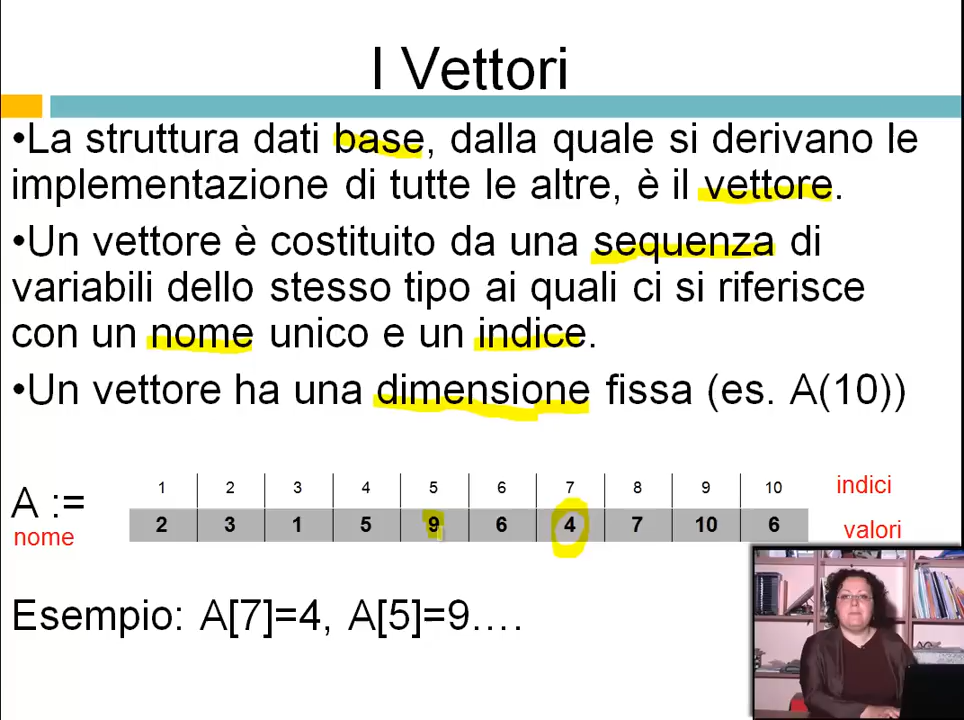 I Vettori
•La struttura dati base, dalla quale si derivano le
implementazione di tutte le altre, è il vettore.
•Un vettore è costituito da una sequenza di
variabili dello stesso tipo ai quali ci si riferisce
con un nome unico e un indice.
•Un vettore ha una dimensione fissa (es. A(10))
1 2 3 4 5 6 7 8 9 10 indici
A :=
2 3 1 5 9 6 4 7 10 6 valori
nome
Esempio: A[7]=4, A[5]=9....